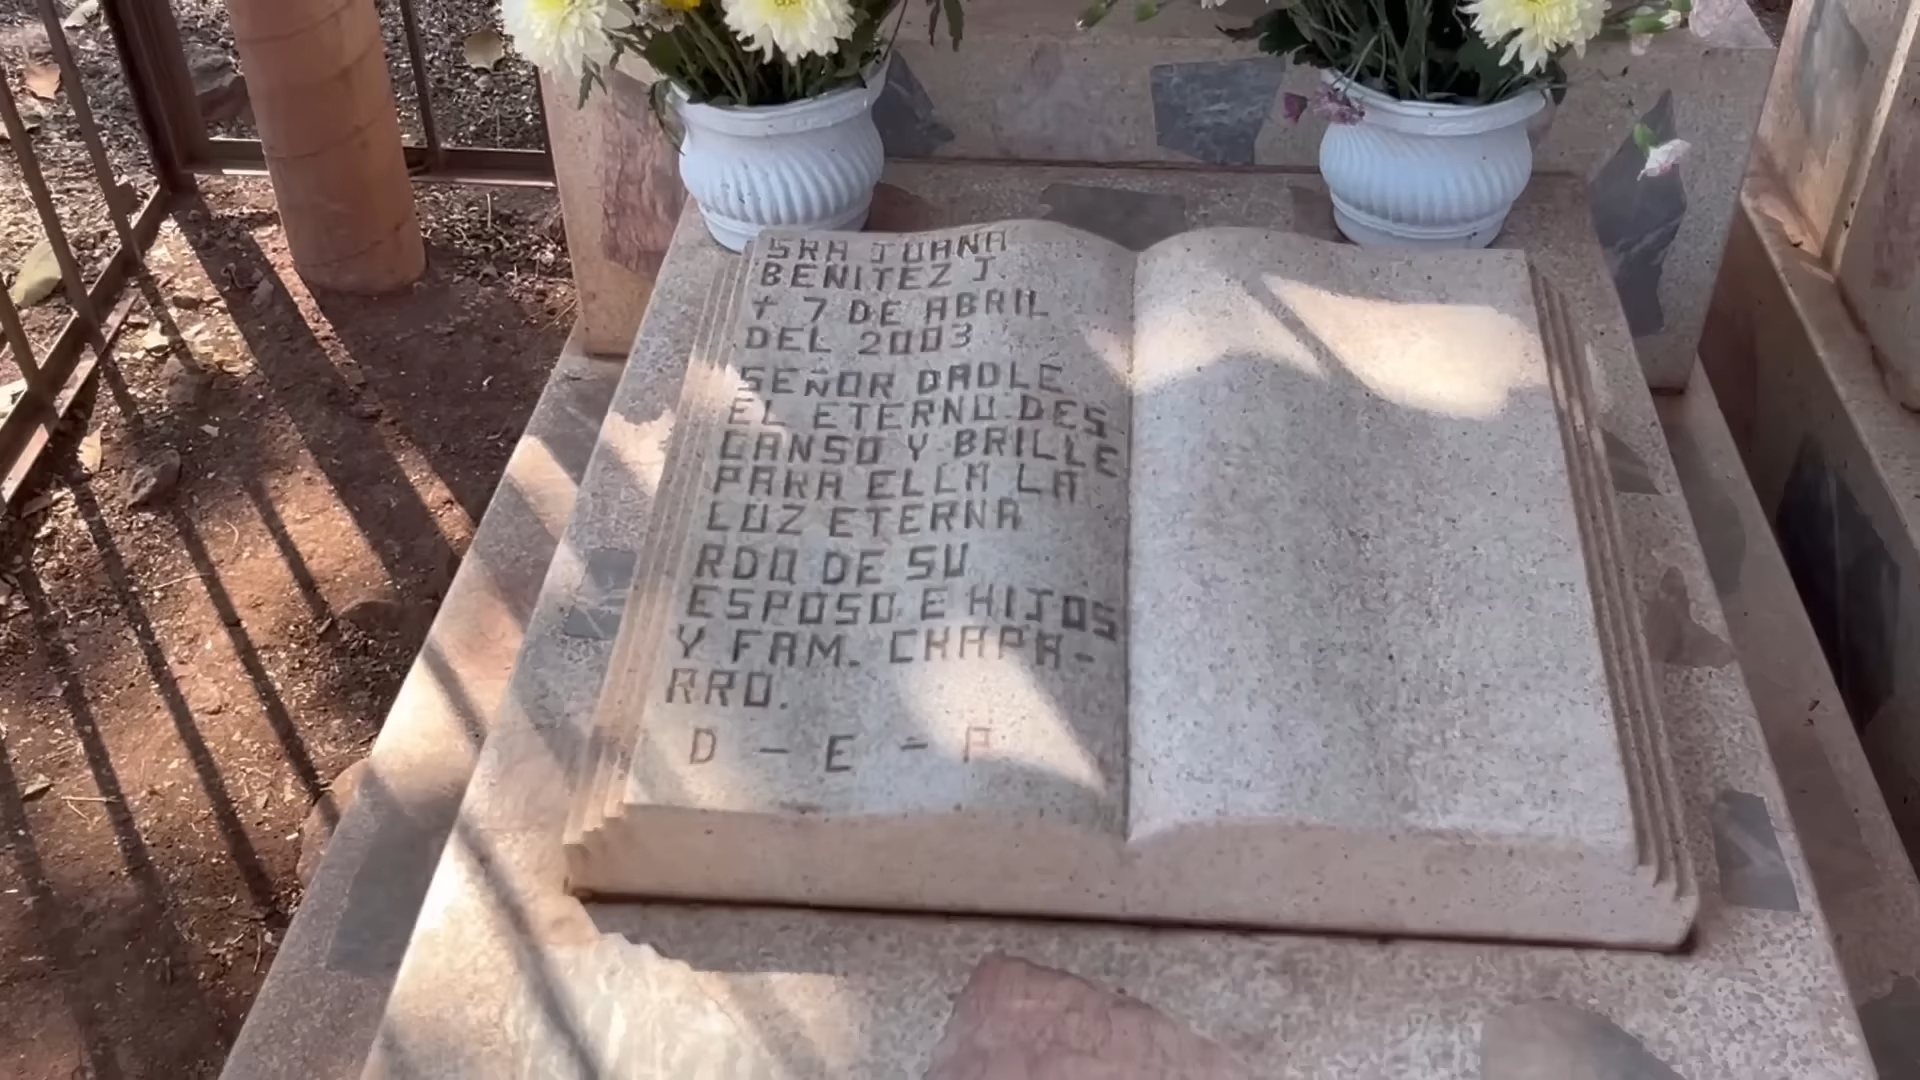 SRA JUANA
BENITEZ J.
† 7 DE ABRIL
DEL 2003
SEÑOR DADLE
EL ETERNO DES
CANSO Y BRILLE
PARA ELLA LA
LUZ ETERNA
RDO DE SU
ESPOSO E HIJOS
Y FAM. CHAPA-
RRO.
D - E - P